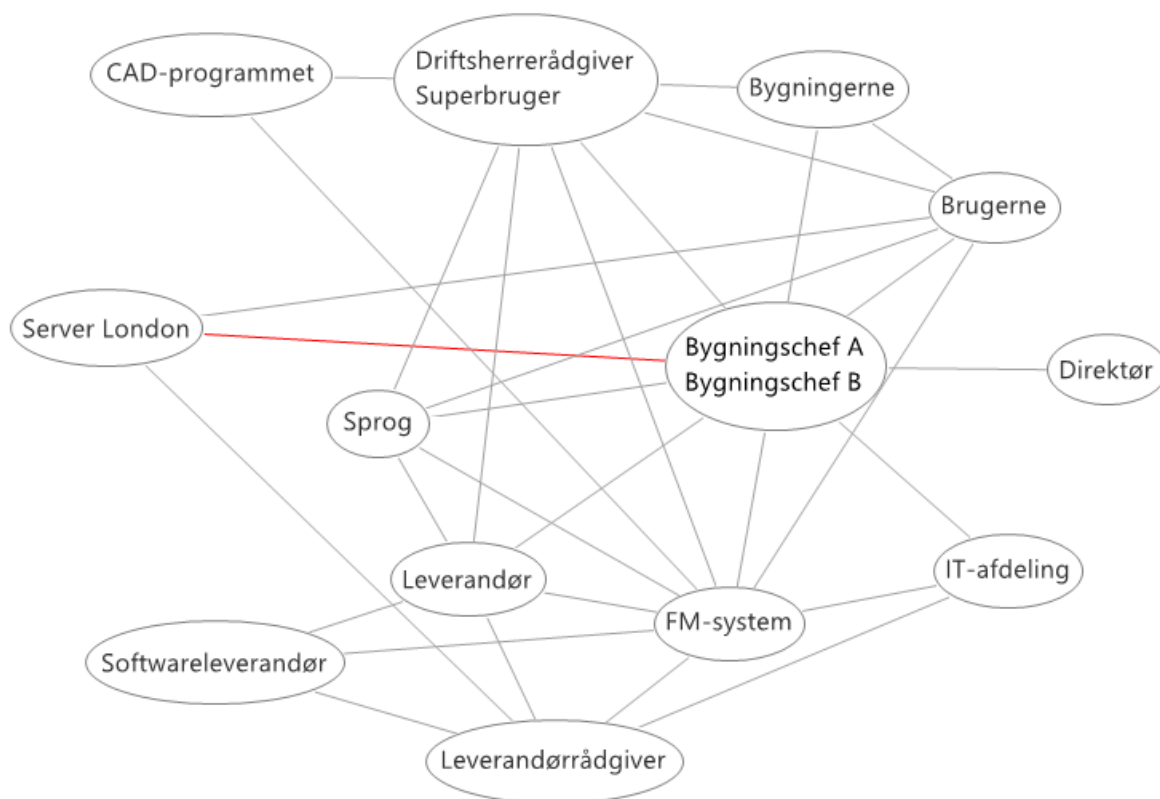 CAD-programmet
Driftsherrerådgiver
Superbruger
Bygningerne
Brugerne
Server London
Bygningschef A
Bygningschef B
Direktør
Sprog
Leverandør
IT-afdeling
FM-system
Softwareleverandør
Leverandørrådgiver